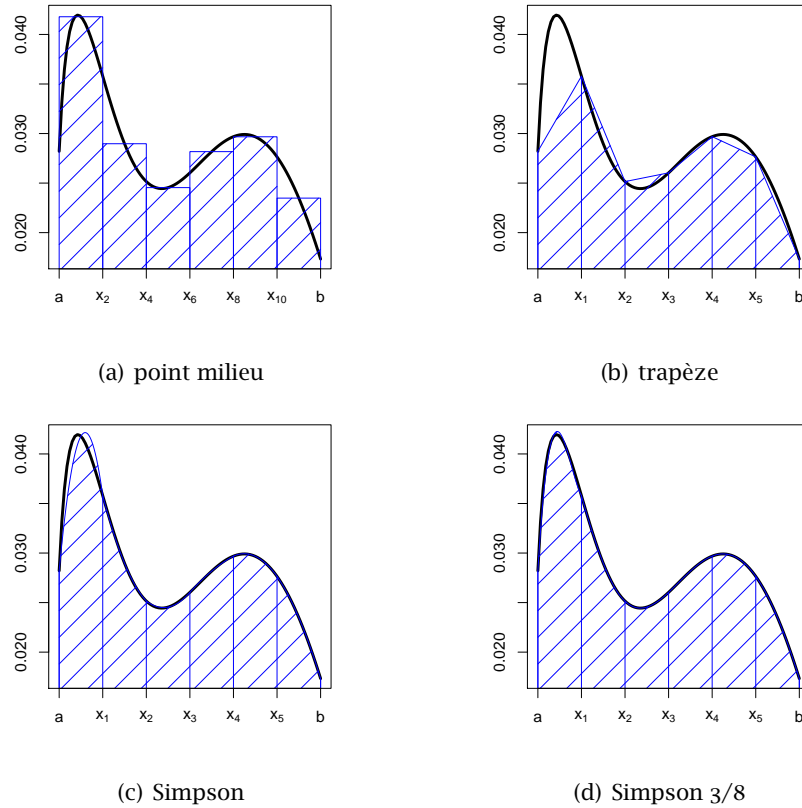 0.040
0.030
0.020
a x₂ x₄ x₆ x₈ x₁₀ b
(a) point milieu
0.040
0.030
0.020
a x₁ x₂ x₃ x₄ x₅ b
(b) trapèze
0.040
0.030
0.020
a x₁ x₂ x₃ x₄ x₅ b
(c) Simpson
0.040
0.030
0.020
a x₁ x₂ x₃ x₄ x₅ b
(d) Simpson 3/8